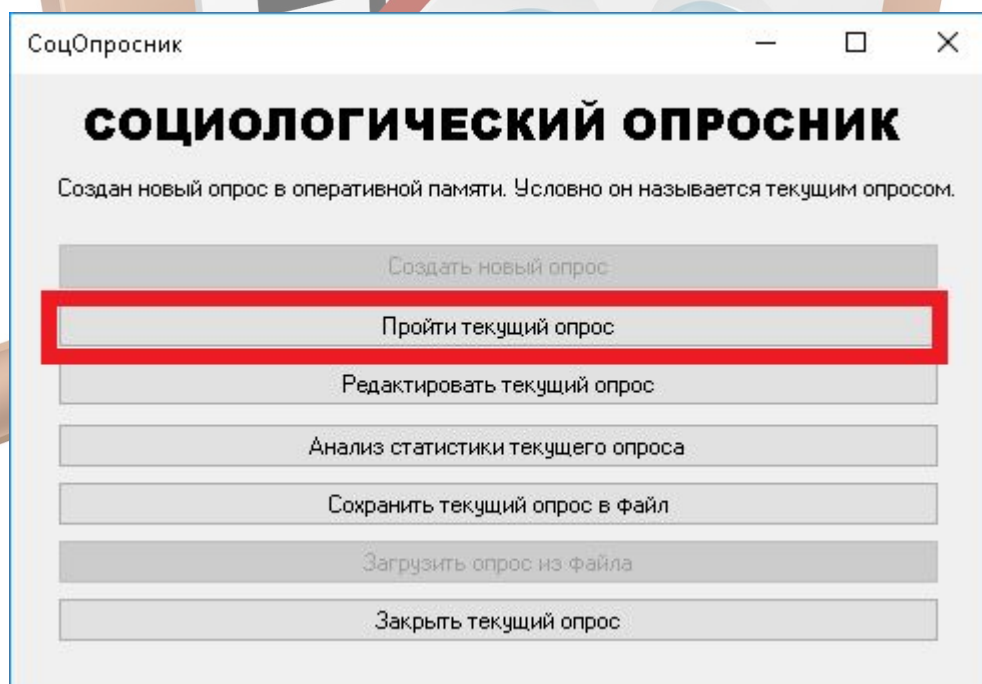 СоцОпросник
СОЦИОЛОГИЧЕСКИЙ ОПРОСНИК
Создан новый опрос в оперативной памяти. Условно он называется текущим опросом.
Создать новый опрос
Пройти текущий опрос
Редактировать текущий опрос
Анализ статистики текущего опроса
Сохранить текущий опрос в файл
Загрузить опрос из файла
Закрыть текущий опрос